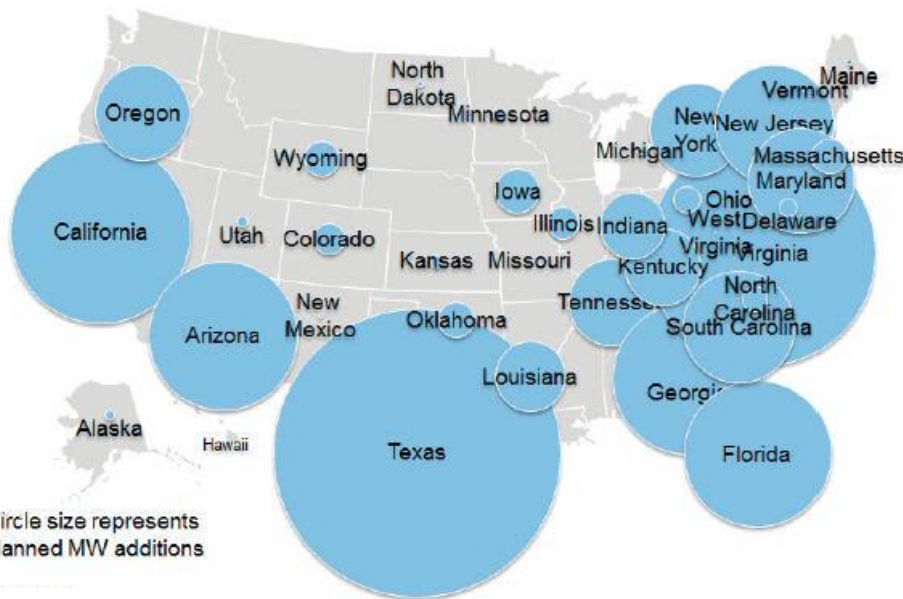 Maine
North
Dakota
Vermont
Oregon
Minnesota
New
York
New Jersey
Michigan
Massachusetts
Wyoming
Maryland
Iowa
Ohio
California
Utah
Colorado
Illinois
Indiana
West
Virginia
Delaware
Virginia
Kansas
Missouri
Kentucky
New
Mexico
Oklahoma
Tennesse
North
Carolina
South Carolina
Arizona
Louisiana
Georgi
Alaska
Hawaii
Texas
Florida
ircle size represents
lanned MW additions